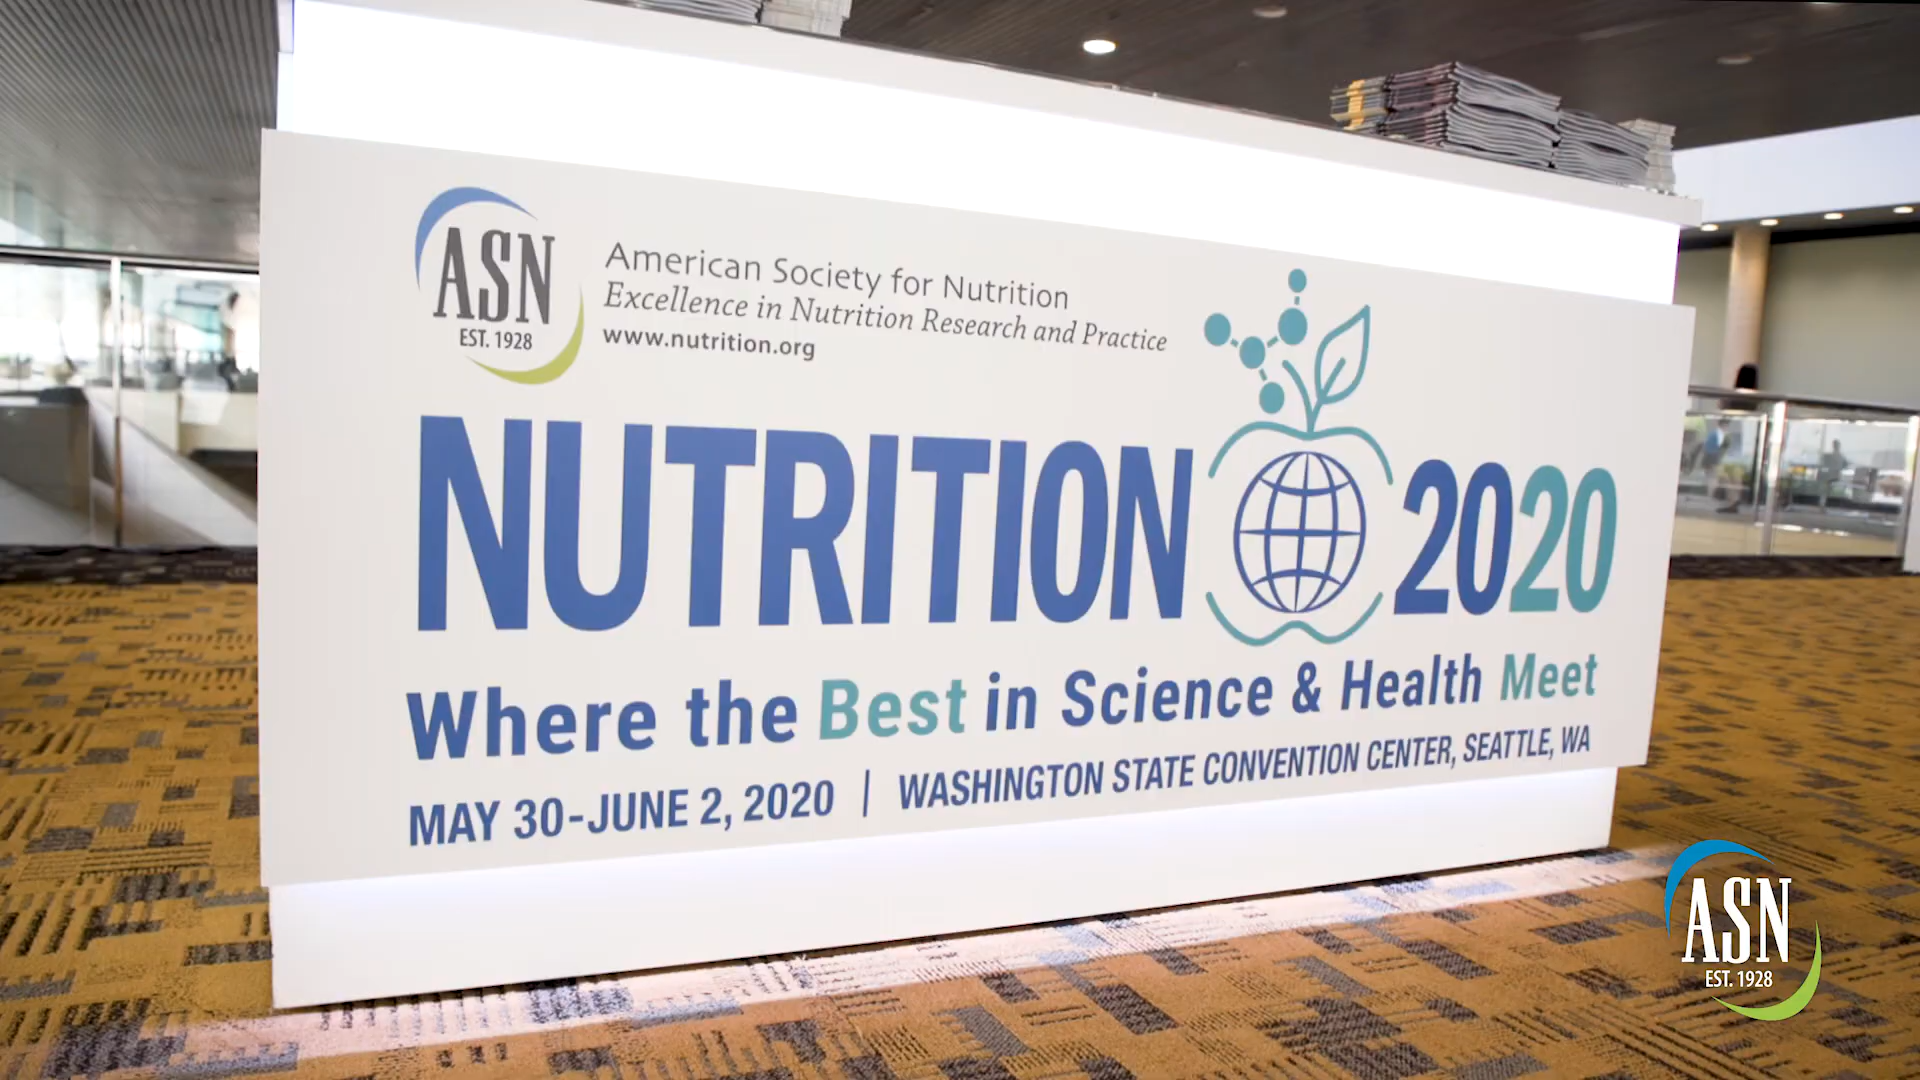 ASN
EST. 1928
American Society for Nutrition
Excellence in Nutrition Research and Practice
www.nutrition.org
NUTRITION 2020
Where the Best in Science & Health Meet
MAY 30-JUNE 2, 2020 | WASHINGTON STATE CONVENTION CENTER, SEATTLE, WA
ASN
EST. 1928